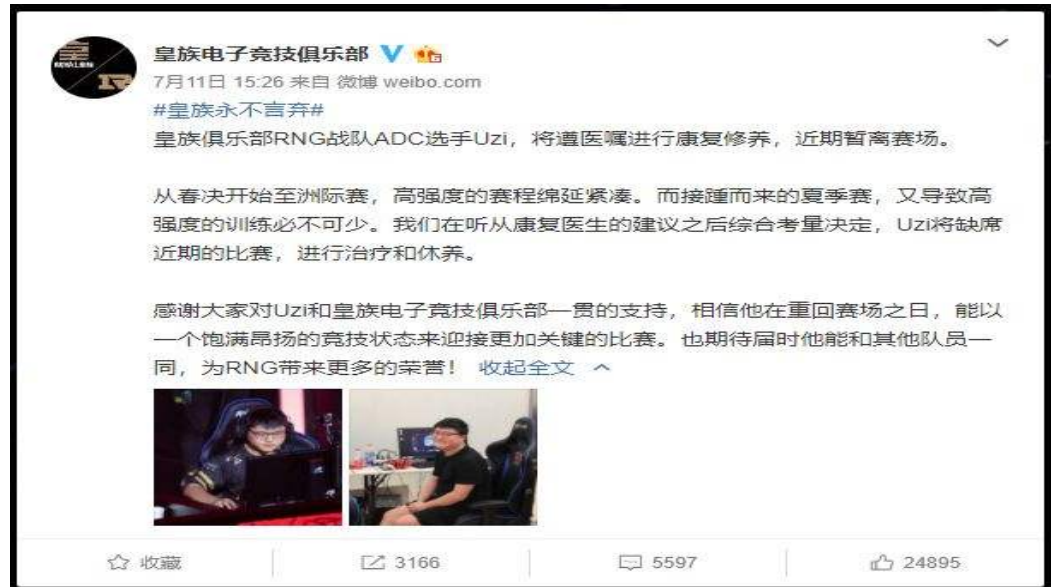 皇族电子竞技俱乐部
7月11日 15:26 来自 微博 weibo.com
#皇族永不言弃#
皇族俱乐部RNG战队ADC选手Uzi，将遵医嘱进行康复修养，近期暂离赛场。
从春决开始至洲际赛，高强度的赛程绵延紧凑。而接踵而来的夏季赛，又导致高
强度的训练必不可少。我们在听从康复医生的建议之后综合考量决定，Uzi将缺席
近期的比赛，进行治疗和休养。
感谢大家对Uzi和皇族电子竞技俱乐部一贯的支持，相信他在重回赛场之日，能以
一个饱满昂扬的竞技状态来迎接更加关键的比赛。也期待届时他能和其他队员一
同，为RNG带来更多的荣誉！ 收起全文
收藏 3166 5597 24895